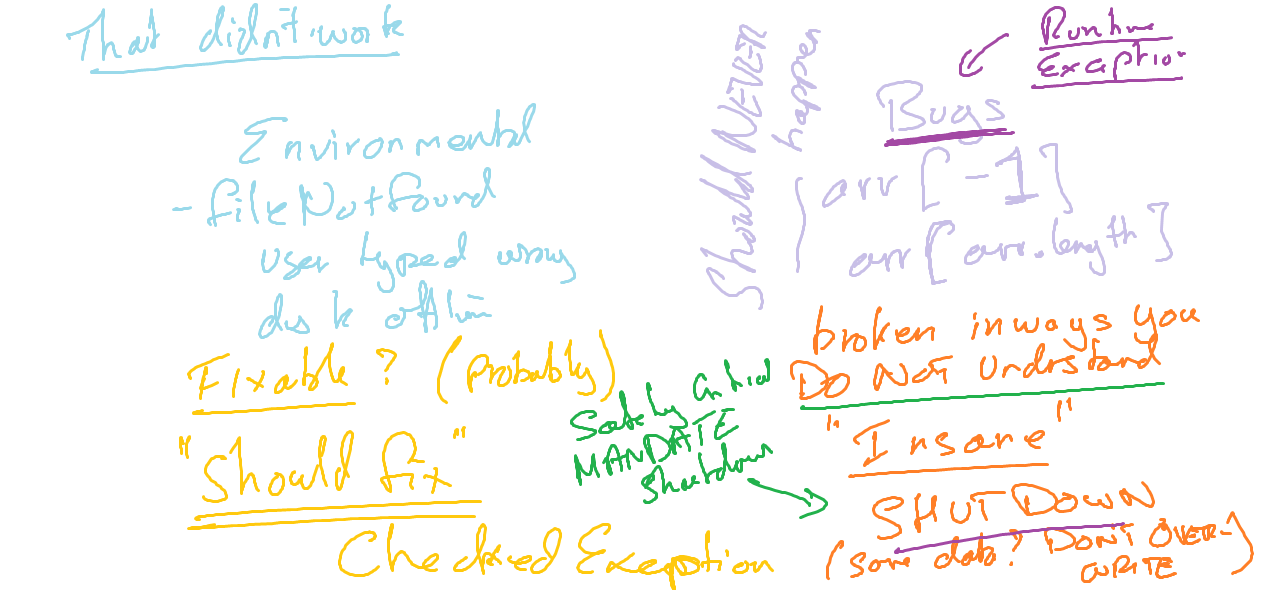 That didn't work
Environmental
- fileNotFound
user typed wrong
disk offline
Fixable? (Probably)
"Should fix"
Checked Exception
Should NEVER
happen
Runtime
Exception
Bugs
arr[-1]
arr[arr.length]
broken in ways you
DO NOT Understand
"Insane"
Safety Critical
MANDATE
Shutdown
SHUT DOWN
(save data? DON'T OVER-
WRITE)